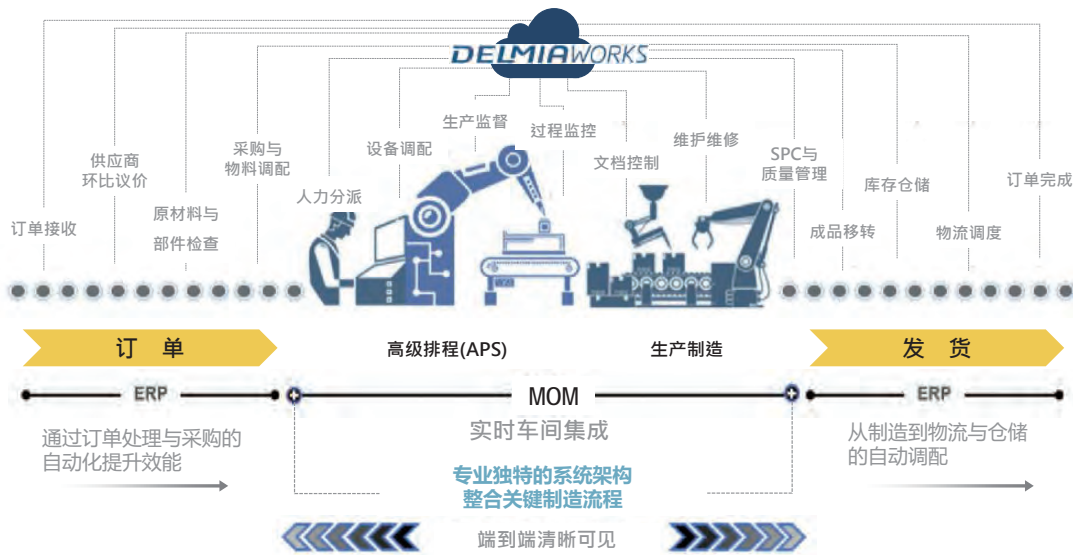 DELMIAWORKS
生产监督
过程监控
设备调配
文档控制
维护维修
采购与
物料调配
供应商
环比议价
人力分派
SPC与
质量管理
库存仓储
订单完成
订单接收
原材料与
部件检查
成品移转
物流调度
订 单
高级排程(APS)
生产制造
发 货
ERP
MOM
ERP
通过订单处理与采购的
自动化提升效能
实时车间集成
从制造到物流与仓储
的自动调配
专业独特的系统架构
整合关键制造流程
端到端清晰可见